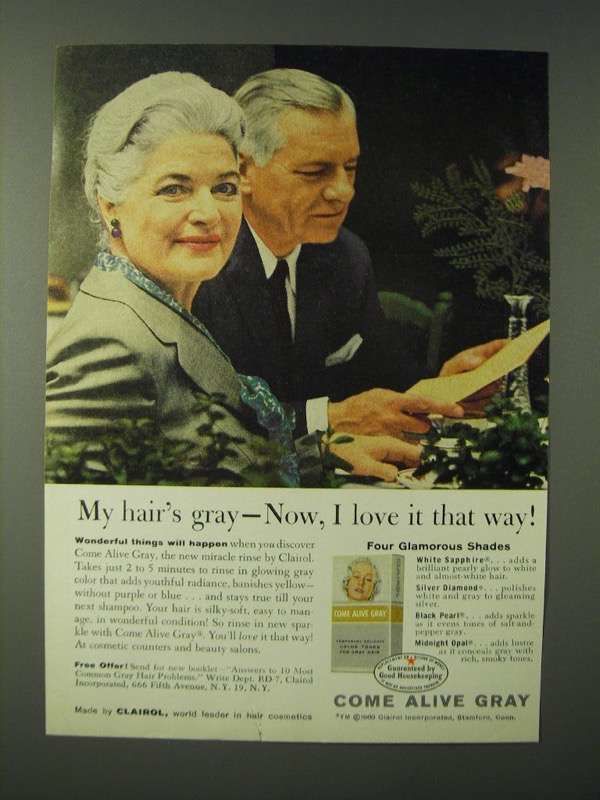 My hair's gray—Now, I love it that way!
Wonderful things will happen when you discover
Come Alive Gray, the new miracle rinse by Clairol.
Takes just 2 to 5 minutes to rinse in glowing gray
color that adds youthful radiance, banishes yellow—
without purple or blue . . . and stays true till your
next shampoo. Your hair is silky-soft, easy to man-
age, in wonderful condition! So rinse in new spar-
kle with Come Alive Gray®. You'll love it that way!
At cosmetic counters and beauty salons.
Free Offer! Send for new booklet—"Answers to 10 Most
Common Gray Hair Problems." Write Dept. RD-7, Clairol
Incorporated, 666 Fifth Avenue, N.Y. 19, N.Y.
Made by CLAIROL, world leader in hair cosmetics
Four Glamorous Shades
White Sapphire® . . . adds a
brilliant pearly glow to white
and almost-white hair.
Silver Diamond® . . . polishes
white and gray to gleaming
silver.
Black Pearl® . . . adds sparkle
as it evens tones of salt-and-
pepper gray.
Midnight Opal® . . . adds lustre
as it conceals gray with
rich, smoky tones.
COME ALIVE GRAY
COLOR TONER
FOR GRAY HAIR
Guaranteed by
Good Housekeeping
COME ALIVE GRAY
®TM ©1960 Clairol Incorporated, Stamford, Conn.